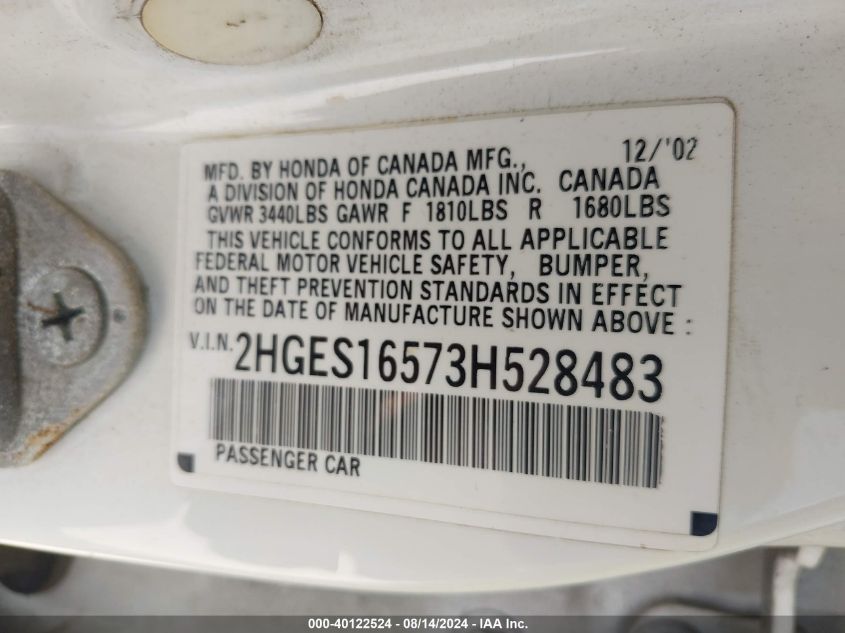 MFD. BY HONDA OF CANADA MFG., 12/'02
A DIVISION OF HONDA CANADA INC. CANADA
GVWR 3440LBS GAWR F 1810LBS R 1680LBS
THIS VEHICLE CONFORMS TO ALL APPLICABLE
FEDERAL MOTOR VEHICLE SAFETY, BUMPER,
AND THEFT PREVENTION STANDARDS IN EFFECT
ON THE DATE OF MANUFACTURE SHOWN ABOVE :
V.I.N. 2HGES16573H528483
PASSENGER CAR
000-40122524 - 08/14/2024 - IAA Inc.